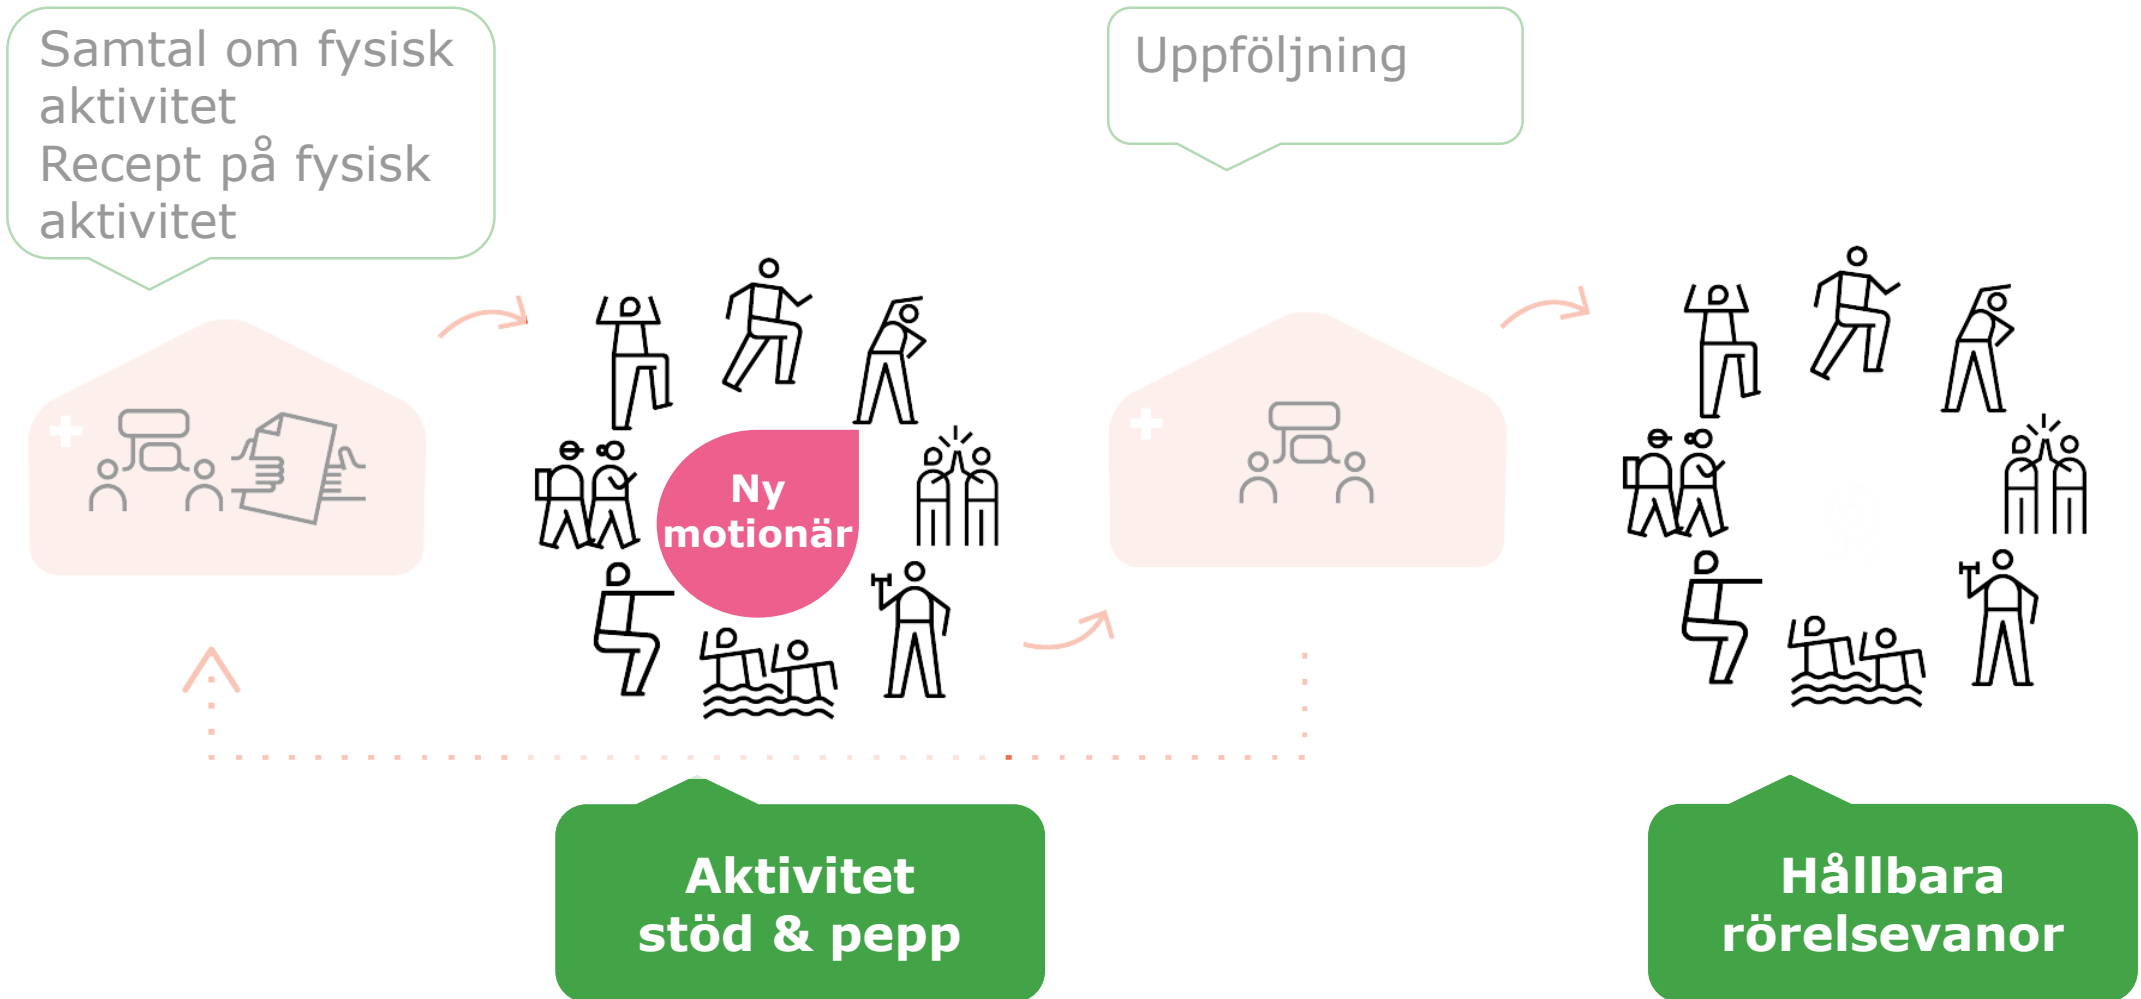 Samtal om fysisk
aktivitet
Recept på fysisk
aktivitet
Uppföljning
Ny
motionär
Aktivitet
stöd & pepp
Hållbara
rörelsevanor